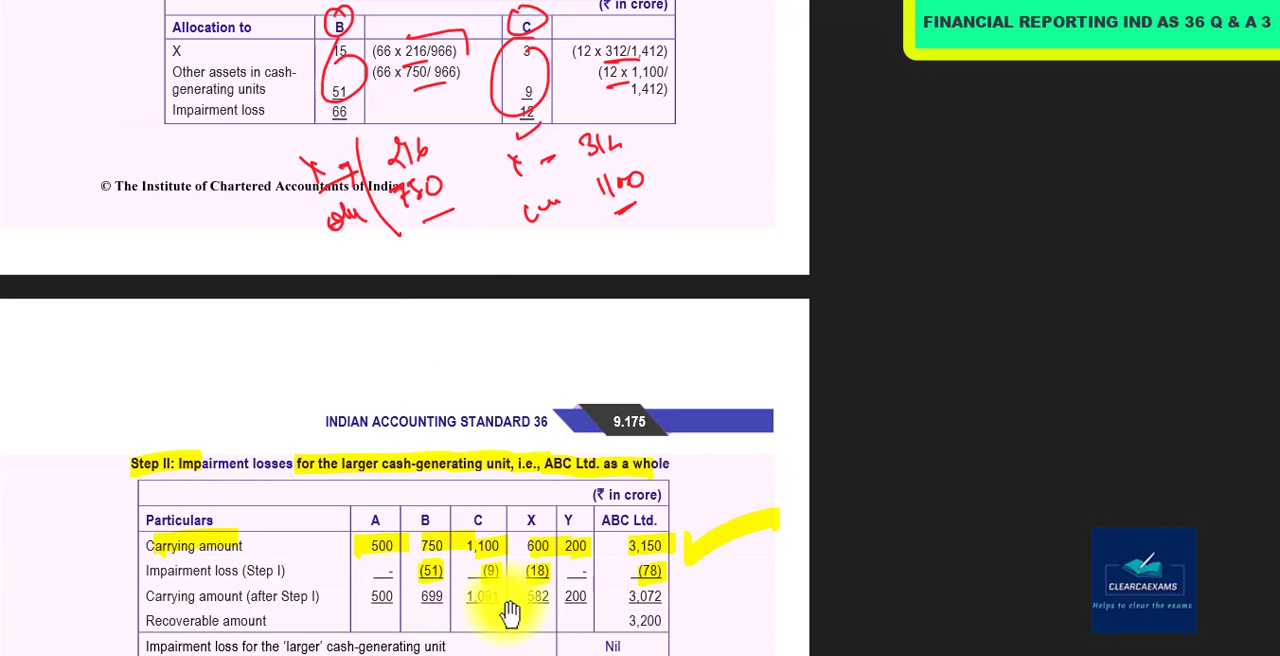 (₹ in crore)
FINANCIAL REPORTING IND AS 36 Q & A 3
Allocation to B C
X 15 (66 x 216/966) 3 (12 x 312/1,412)
Other assets in cash- (66 x 750/ 966) (12 x 1,100/
generating units 51 9 1,412)
Impairment loss 66 12
X 216 x - 312
750 1100
© The Institute of Chartered Accountants of India
INDIAN ACCOUNTING STANDARD 36 9.175
Step II: Impairment losses for the larger cash-generating unit, i.e., ABC Ltd. as a whole
(₹ in crore)
Particulars A B C X Y ABC Ltd.
Carrying amount 500 750 1,100 600 200 3,150
Impairment loss (Step I) - (51) (9) (18) - (78)
Carrying amount (after Step I) 500 699 1,091 582 200 3,072
Recoverable amount 3,200
Impairment loss for the ‘larger’ cash-generating unit Nil
CLEARCAEXAMS
Helps to clear the exams